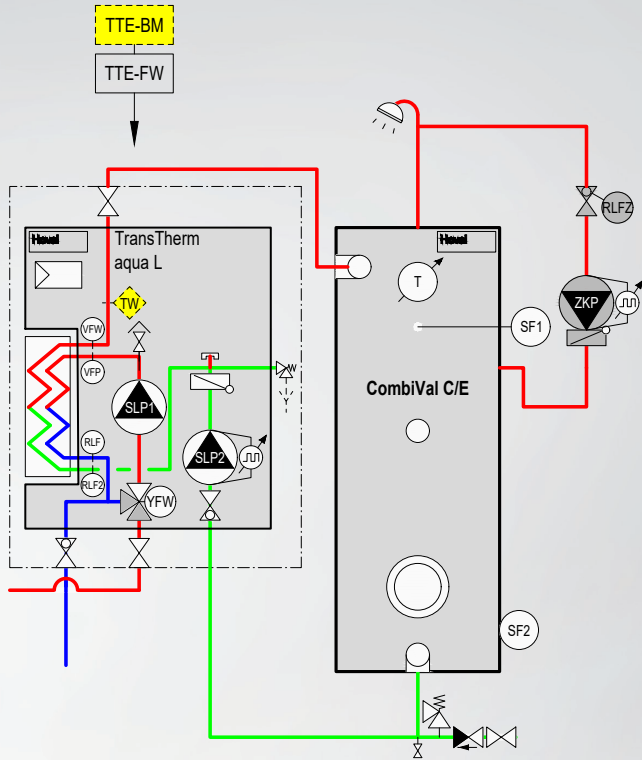 TTE-BM
TTE-FW
RLFZ
Hoval
TransTherm
aqua L
Hoval
T
TW
ZKP
VFW
SF1
VFP
CombiVal C/E
SLP1
RLF
SLP2
RLF2
YFW
SF2